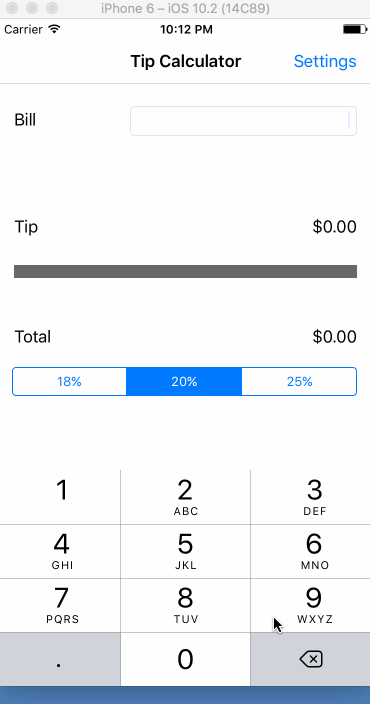 iPhone 6 – iOS 10.2 (14C89)
Carrier 10:12 PM
Tip Calculator Settings
Bill
Tip $0.00
Total $0.00
18% 20% 25%
1 2 3
ABC DEF
4 5 6
GHI JKL MNO
7 8 9
PQRS TUV WXYZ
. 0